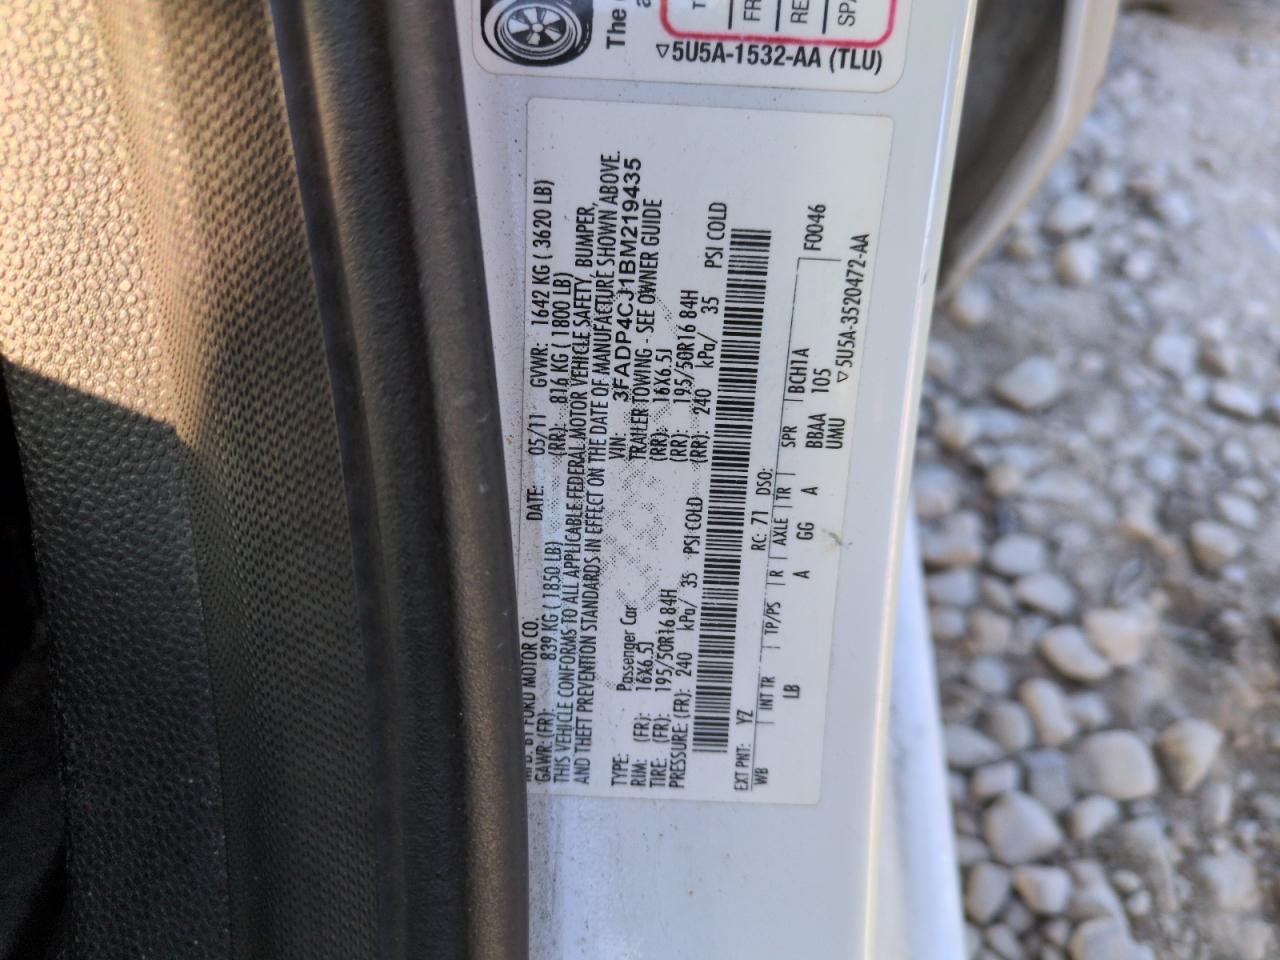 The
T
FR
RE
SPA
▽5U5A-1532-AA (TLU)
MFD. BY FORD MOTOR CO. DATE: 05/11 GVWR: 1642 KG ( 3620 LB)
GAWR: (FR): 839 KG ( 1850 LB) (RR): 816 KG ( 1800 LB)
THIS VEHICLE CONFORMS TO ALL APPLICABLE FEDERAL MOTOR VEHICLE SAFETY, BUMPER,
AND THEFT PREVENTION STANDARDS IN EFFECT ON THE DATE OF MANUFACTURE SHOWN ABOVE.
VIN: 3FADP4CJ1BM219435
TYPE: Passenger Car TRAILER TOWING - SEE OWNER GUIDE
RIM: (FR): 16X6.5J (RR): 16X6.5J
TIRE: (FR): 195/50R16 84H (RR): 195/50R16 84H
PRESSURE: (FR): 240 kPa/ 35 PSI COLD (RR): 240 kPa/ 35 PSI COLD
EXT PNT: YZ RC: 71 DSO:
WB INT TR TP/PS R AXLE TR SPR BCH1A F0046
LB A GG A BBAA 105
UMU ▽5U5A-3520472-AA